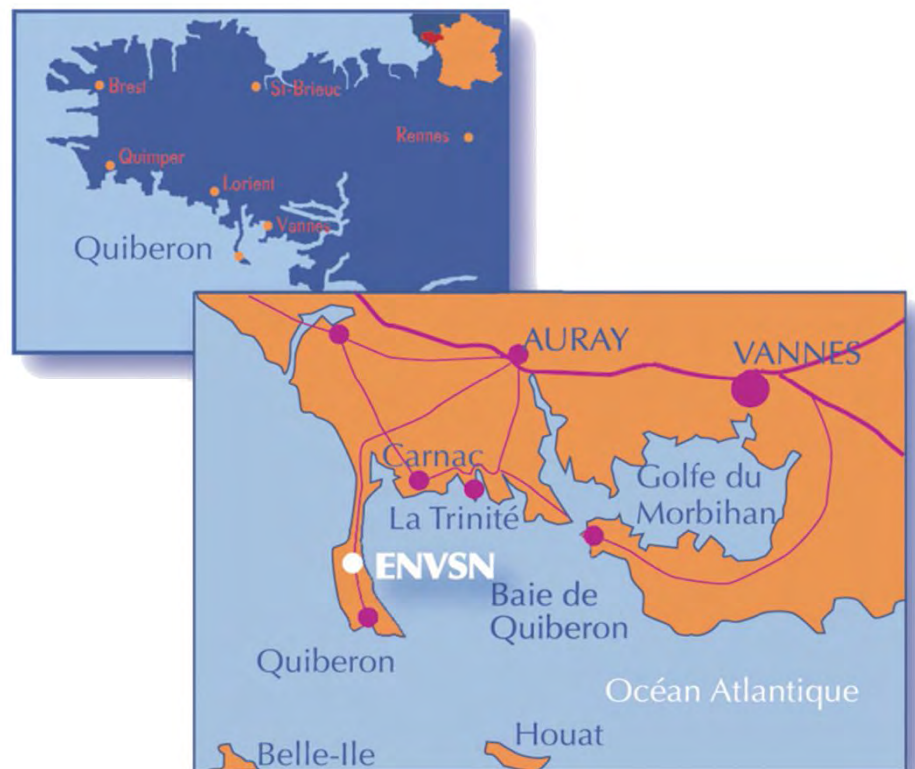 Brest
St-Brieuc
Rennes
Quimper
Lorient
Vannes
Quiberon
AURAY
VANNES
Carnac
Golfe du
Morbihan
La Trinité
ENVSN
Baie de
Quiberon
Quiberon
Océan Atlantique
Houat
Belle-Ile